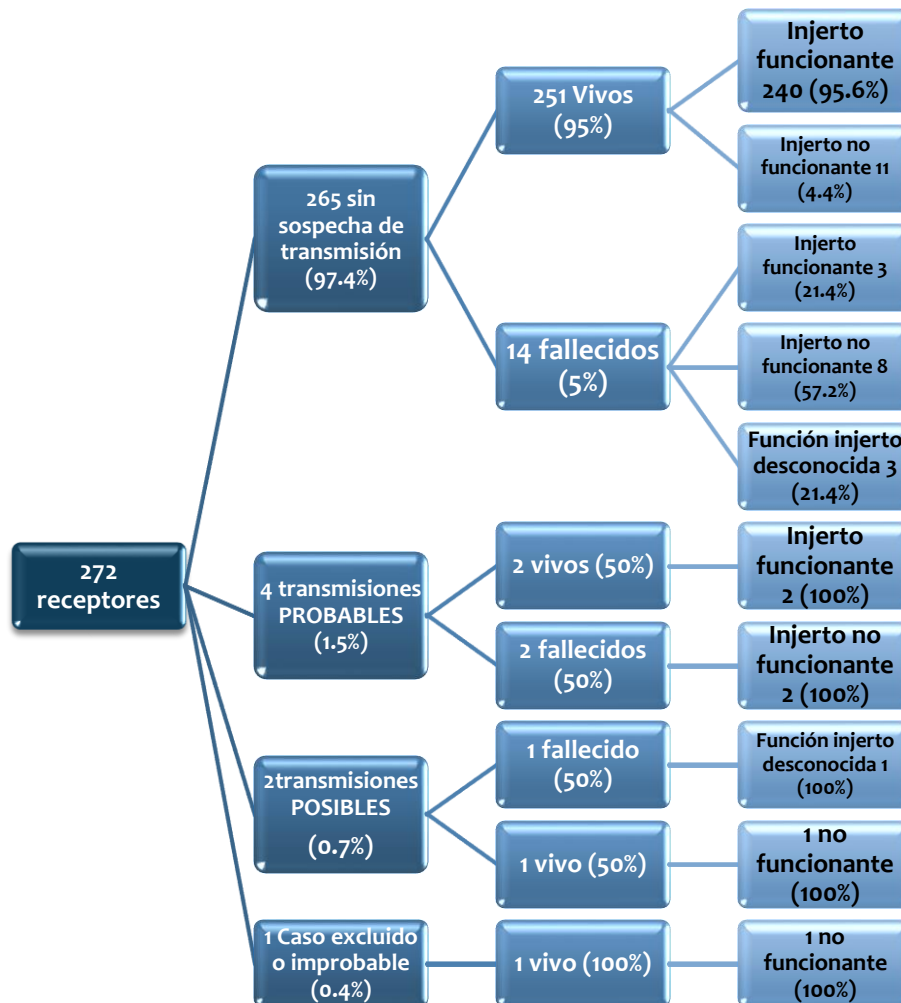 272
receptores
265 sin
sospecha de
transmisión
(97.4%)
251 Vivos
(95%)
Injerto
funcionante
240 (95.6%)
Injerto no
funcionante 11
(4.4%)
14 fallecidos
(5%)
Injerto
funcionante 3
(21.4%)
Injerto no
funcionante 8
(57.2%)
Función injerto
desconocida 3
(21.4%)
4 transmisiones
PROBABLES
(1.5%)
2 vivos (50%)
Injerto
funcionante
2 (100%)
2 fallecidos
(50%)
Injerto no
funcionante
2 (100%)
2transmisiones
POSIBLES
(0.7%)
1 fallecido
(50%)
Función injerto
desconocida 1
(100%)
1 vivo (50%)
1 no
funcionante
(100%)
1 Caso excluido
o improbable
(0.4%)
1 vivo (100%)
1 no
funcionante
(100%)